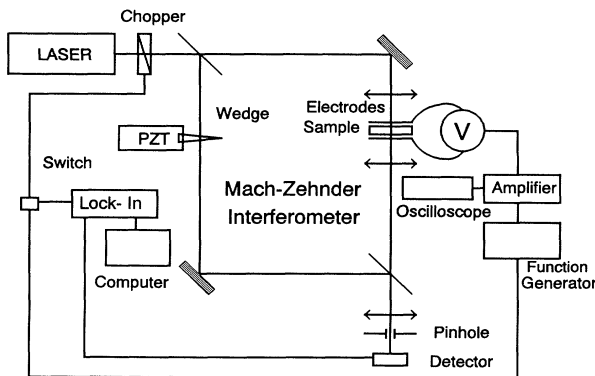 Chopper
LASER
Electrodes
Wedge
Sample
V
PZT
Switch
Mach-Zehnder
Interferometer
Amplifier
Lock- In
Oscilloscope
Computer
Function
Generator
Pinhole
Detector